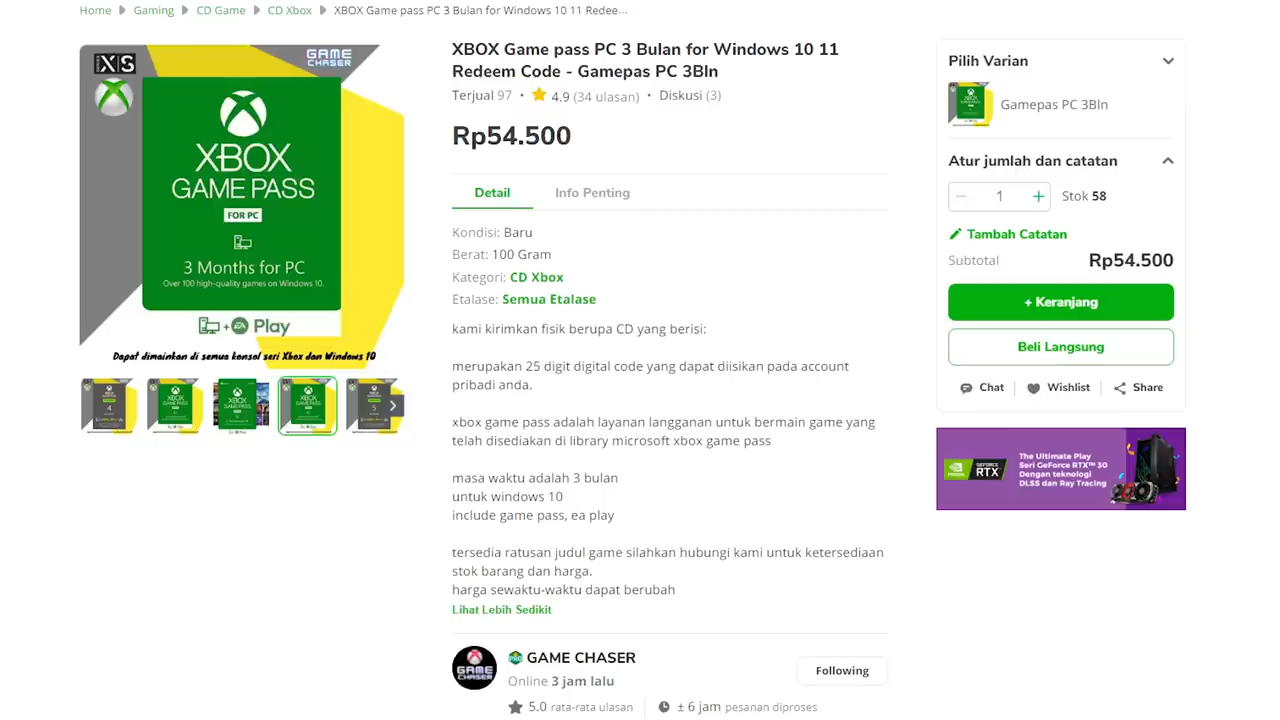 Home Gaming CD Game CD Xbox XBOX Game pass PC 3 Bulan for Windows 10 11 Redee...
XS
GAME
CHASER
XBOX
GAME PASS
FOR PC
3 Months for PC
Over 100 high-quality games on Windows 10.
+ EA Play
Dapat dimainkan di semua konsol seri Xbox dan Windows 10
XBOX Game pass PC 3 Bulan for Windows 10 11
Redeem Code - Gamepas PC 3Bln
Terjual 97 • 4.9 (34 ulasan) • Diskusi (3)
Rp54.500
Detail Info Penting
Kondisi: Baru
Berat: 100 Gram
Kategori: CD Xbox
Etalase: Semua Etalase
kami kirimkan fisik berupa CD yang berisi:
merupakan 25 digit digital code yang dapat diisikan pada account
pribadi anda.
xbox game pass adalah layanan langganan untuk bermain game yang
telah disediakan di library microsoft xbox game pass
masa waktu adalah 3 bulan
untuk windows 10
include game pass, ea play
tersedia ratusan judul game silahkan hubungi kami untuk ketersediaan
stok barang dan harga.
harga sewaktu-waktu dapat berubah
Lihat Lebih Sedikit
GAME
CHASER
PRO GAME CHASER
Online 3 jam lalu
Following
5.0 rata-rata ulasan ± 6 jam pesanan diproses
Pilih Varian
Gamepas PC 3Bln
Atur jumlah dan catatan
1 Stok 58
Tambah Catatan
Subtotal Rp54.500
+ Keranjang
Beli Langsung
Chat Wishlist Share
NVIDIA GEFORCE RTX
The Ultimate Play
Seri GeForce RTX™ 30
Dengan teknologi
DLSS dan Ray Tracing